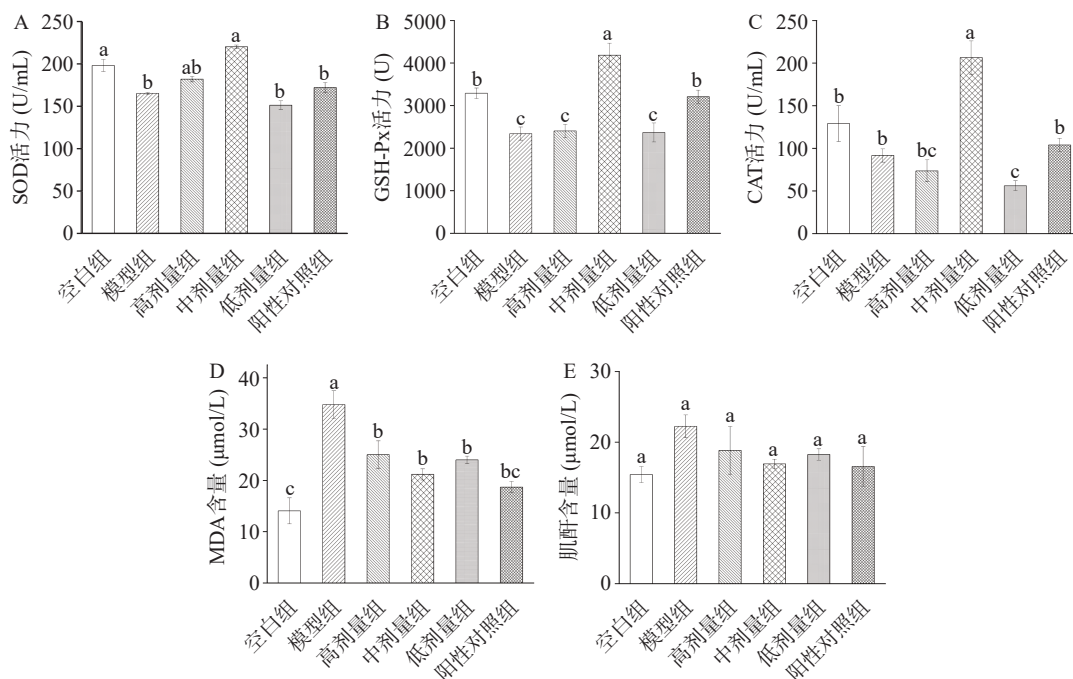 A
SOD活力 (U/mL)
250
200
150
100
50
0
a
b
ab
a
b
b
空白组
模型组
高剂量组
中剂量组
低剂量组
阳性对照组
B
GSH-Px活力 (U)
5000
4000
3000
2000
1000
0
b
c
c
a
c
b
空白组
模型组
高剂量组
中剂量组
低剂量组
阳性对照组
C
CAT活力 (U/mL)
250
200
150
100
50
0
b
b
bc
a
c
b
空白组
模型组
高剂量组
中剂量组
低剂量组
阳性对照组
D
MDA含量 (μmol/L)
40
30
20
10
0
c
a
b
b
b
bc
空白组
模型组
高剂量组
中剂量组
低剂量组
阳性对照组
E
肌酐含量 (μmol/L)
30
20
10
0
a
a
a
a
a
a
空白组
模型组
高剂量组
中剂量组
低剂量组
阳性对照组